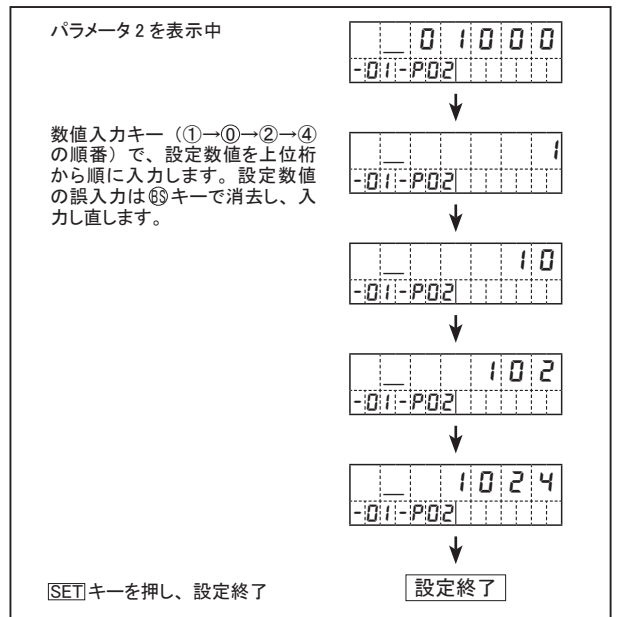 パラメータ2を表示中
_ 01000
-01-P02
数値入力キー（①→⓪→②→④
の順番）で、設定数値を上位桁
から順に入力します。設定数値
の誤入力はBSキーで消去し、入
力し直します。
_ 1
-01-P02
_ 10
-01-P02
_ 102
-01-P02
_ 1024
-01-P02
SETキーを押し、設定終了
設定終了